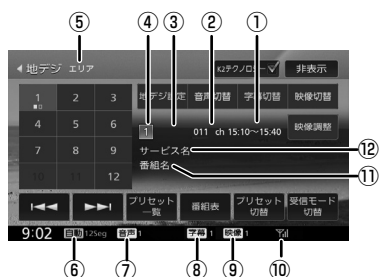 ⑤ ④ ③ ② ①
地デジ エリア K2テクノロジー 非表示
1 2 3 地デジ設定 音声切替 字幕切替 映像切替
4 5 6 1 011 ch 15:10～15:40 映像調整
7 8 9 サービス名 ⑫
10 11 12 番組名 ⑪
プリセット一覧 番組表 プリセット切替 受信モード切替
9:02 自動 12Seg 音声 1 字幕 1 映像 1
⑥ ⑦ ⑧ ⑨ ⑩